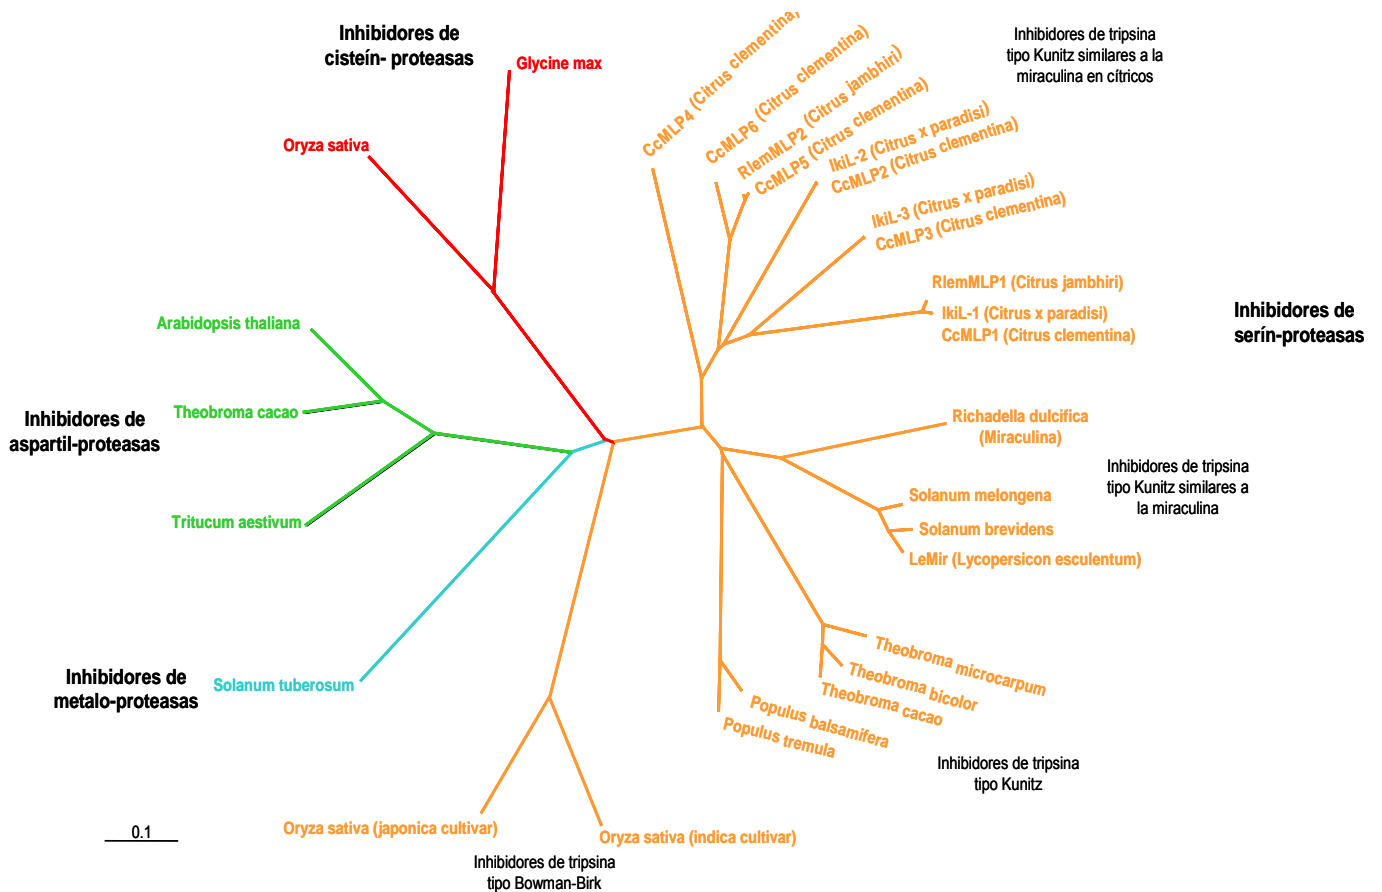 Inhibidores de
cisteín- proteasas
Glycine max
Oryza sativa
CcMLP4 (Citrus clementina)
CcMLP6 (Citrus clementina)
RlemMLP2 (Citrus jambhiri)
CcMLP5 (Citrus clementina)
IkiL-2 (Citrus x paradisi)
CcMLP2 (Citrus clementina)
IkiL-3 (Citrus x paradisi)
CcMLP3 (Citrus clementina)
Inhibidores de tripsina
tipo Kunitz similares a la
miraculina en cítricos
RlemMLP1 (Citrus jambhiri)
IkiL-1 (Citrus x paradisi)
CcMLP1 (Citrus clementina)
Inhibidores de
serín-proteasas
Arabidopsis thaliana
Theobroma cacao
Inhibidores de
aspartil-proteasas
Tritucum aestivum
Richadella dulcifica
(Miraculina)
Inhibidores de tripsina
tipo Kunitz similares a
la miraculina
Solanum melongena
Solanum brevidens
LeMir (Lycopersicon esculentum)
Inhibidores de
metalo-proteasas
Solanum tuberosum
Theobroma microcarpum
Theobroma bicolor
Theobroma cacao
Populus balsamifera
Populus tremula
Inhibidores de tripsina
tipo Kunitz
0.1
Oryza sativa (japonica cultivar)
Oryza sativa (indica cultivar)
Inhibidores de tripsina
tipo Bowman-Birk